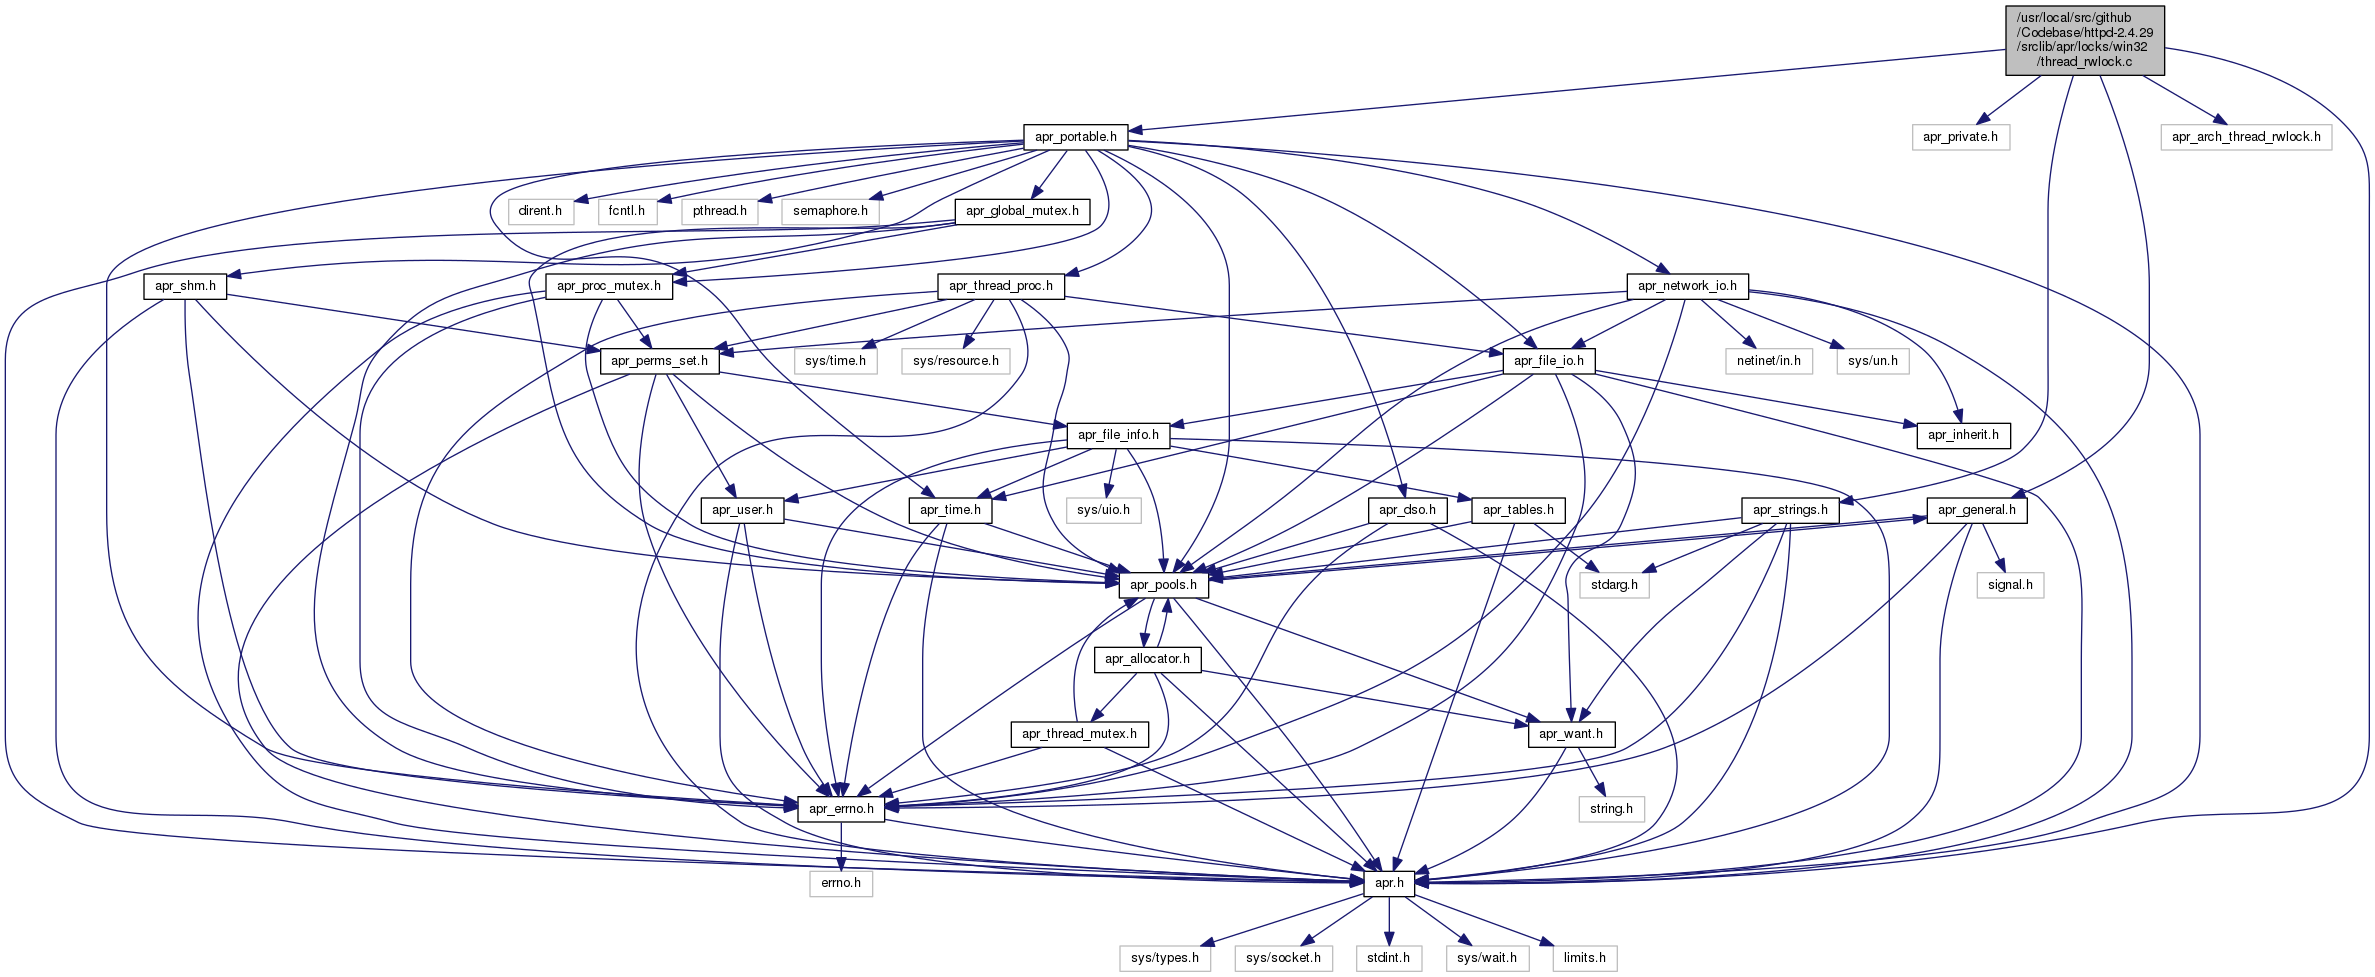 /usr/local/src/github
/Codebase/httpd-2.4.29
/srclib/apr/locks/win32
/thread_rwlock.c
apr_portable.h
apr_private.h
apr_arch_thread_rwlock.h
dirent.h
fcntl.h
pthread.h
semaphore.h
apr_global_mutex.h
apr_shm.h
apr_proc_mutex.h
apr_thread_proc.h
apr_network_io.h
apr_perms_set.h
sys/time.h
sys/resource.h
apr_file_io.h
netinet/in.h
sys/un.h
apr_file_info.h
apr_inherit.h
apr_user.h
apr_time.h
sys/uio.h
apr_dso.h
apr_tables.h
apr_strings.h
apr_general.h
apr_pools.h
stdarg.h
signal.h
apr_allocator.h
apr_thread_mutex.h
apr_want.h
apr_errno.h
string.h
errno.h
apr.h
sys/types.h
sys/socket.h
stdint.h
sys/wait.h
limits.h